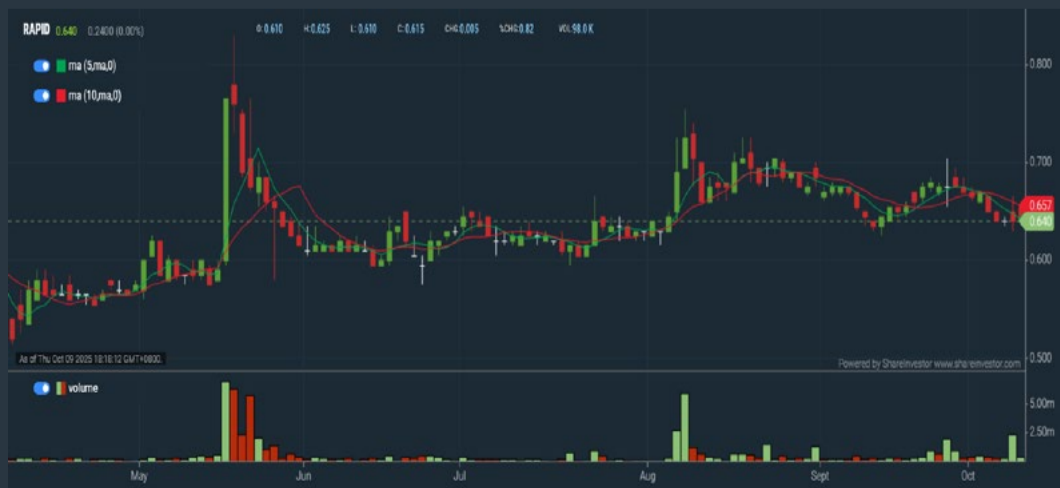 RAPID 0.640 0.2400 (0.00%) O: 0.610 H: 0.625 L: 0.610 C: 0.615 CHG: 0.005 %CHG: 0.82 VOL: 98.0 K
ma (5,ma,0)
ma (10,ma,0)
0.800
0.700
0.657
0.640
0.600
0.500
As of Thu Oct 09 2025 18:18:12 GMT+0800.
Powered by ShareInvestor www.shareinvestor.com
volume
5.00m
2.50m
May Jun Jul Aug Sept Oct